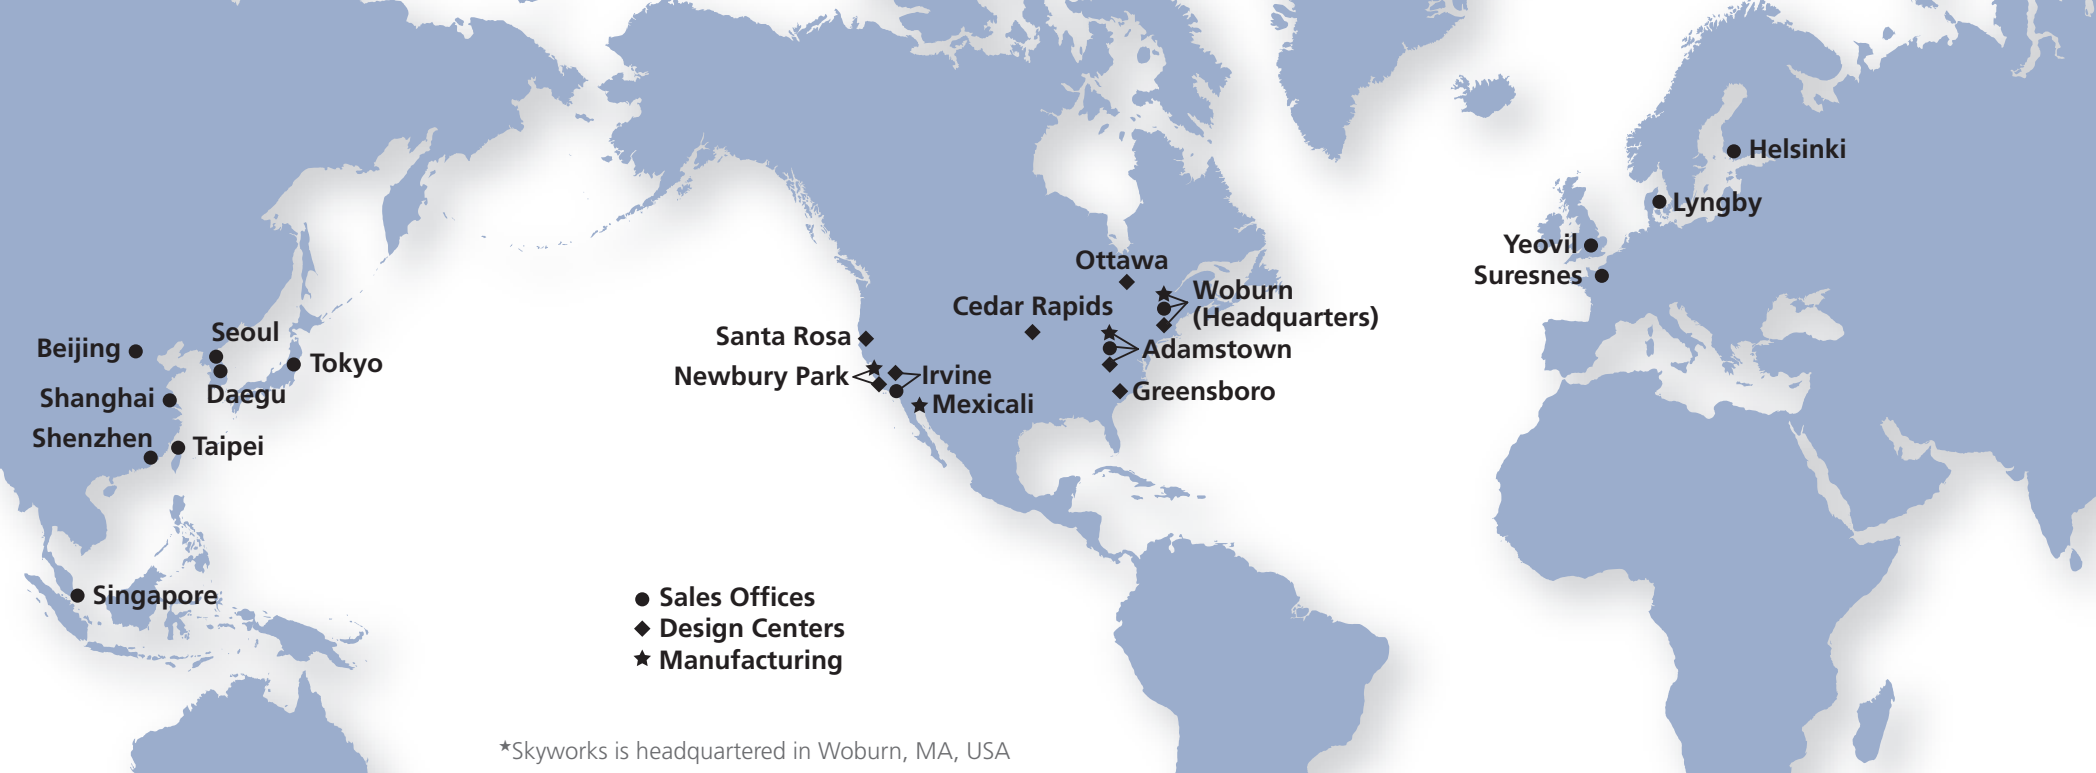 Helsinki
Lyngby
Yeovil
Suresnes
Ottawa
Woburn
(Headquarters)
Cedar Rapids
Santa Rosa
Adamstown
Newbury Park
Irvine
Greensboro
Mexicali
Seoul
Beijing
Tokyo
Daegu
Shanghai
Shenzhen
Taipei
Singapore
● Sales Offices
◆ Design Centers
★ Manufacturing
★Skyworks is headquartered in Woburn, MA, USA